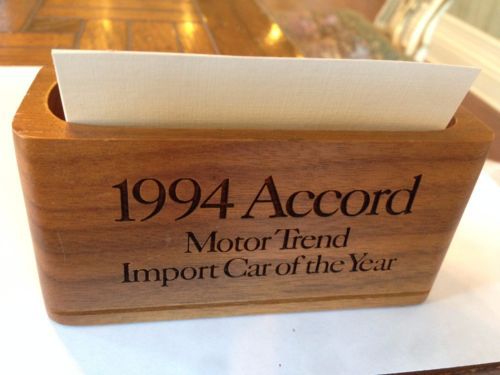 1994 Accord
Motor Trend
Import Car of the Year